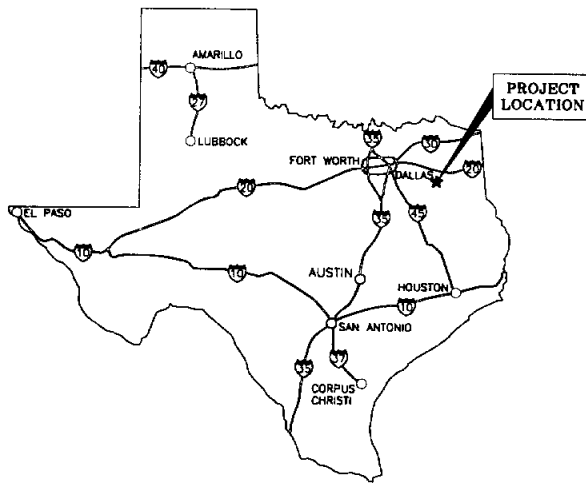 AMARILLO
40
27
LUBBOCK
PROJECT
LOCATION
35
30
FORT WORTH
DALLAS
20
20
35
45
EL PASO
10
10
AUSTIN
HOUSTON
10
SAN ANTONIO
35
37
CORPUS
CHRISTI